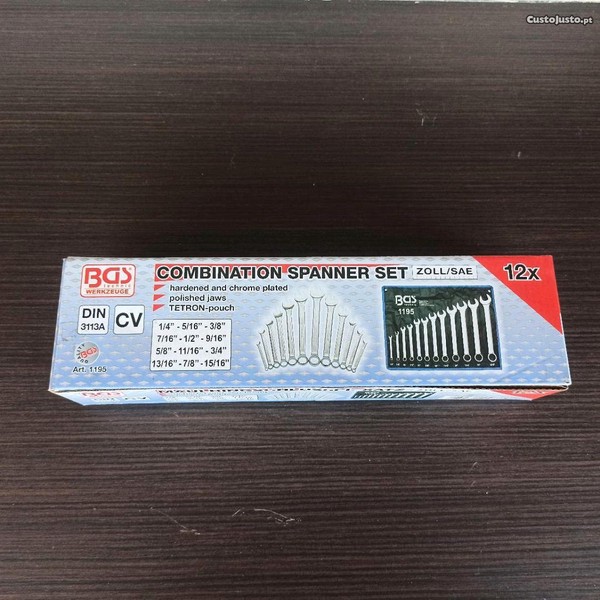 CustoJusto.pt
BGS
technic
WERKZEUGE
COMBINATION SPANNER SET
ZOLL/SAE
12x
hardened and chrome plated
polished jaws
TETRON-pouch
DIN
3113A
CV
1/4" - 5/16" - 3/8"
7/16" - 1/2" - 9/16"
5/8" - 11/16" - 3/4"
13/16" - 7/8" - 15/16"
BGS
Art. 1195
BGS
1195